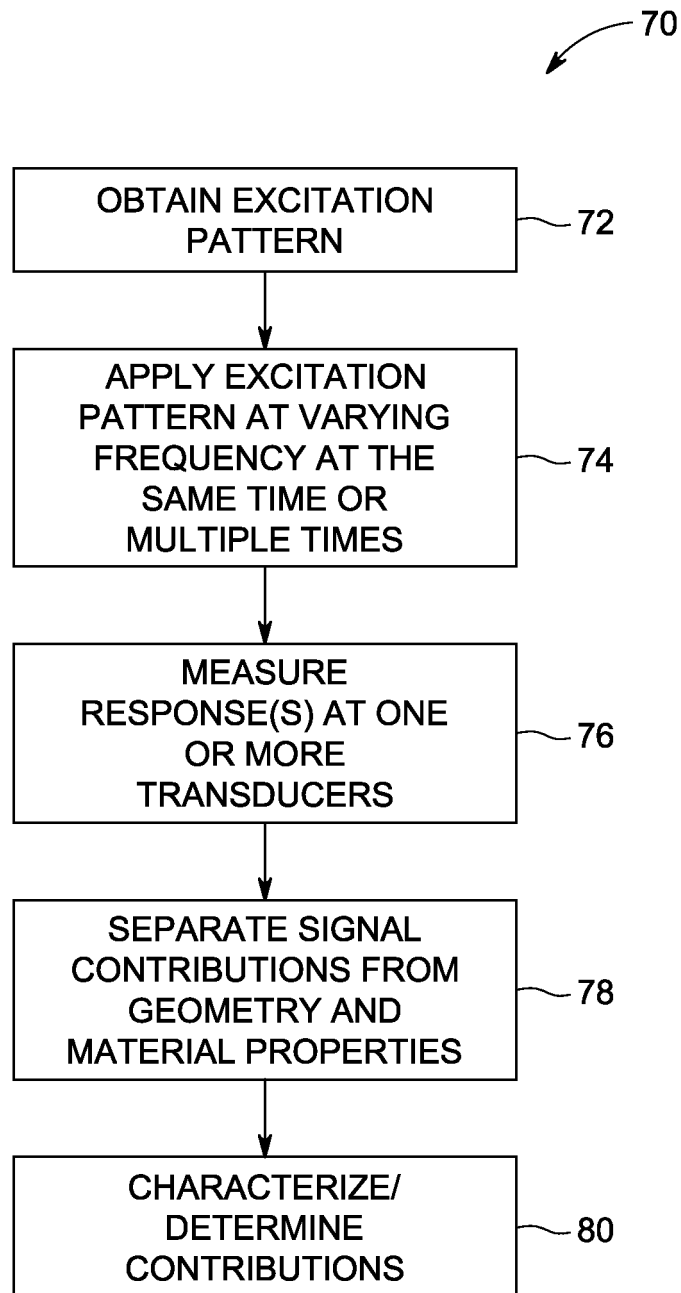 70
OBTAIN EXCITATION
PATTERN
72
APPLY EXCITATION
PATTERN AT VARYING
FREQUENCY AT THE
SAME TIME OR
MULTIPLE TIMES
74
MEASURE
RESPONSE(S) AT ONE
OR MORE
TRANSDUCERS
76
SEPARATE SIGNAL
CONTRIBUTIONS FROM
GEOMETRY AND
MATERIAL PROPERTIES
78
CHARACTERIZE/
DETERMINE
CONTRIBUTIONS
80